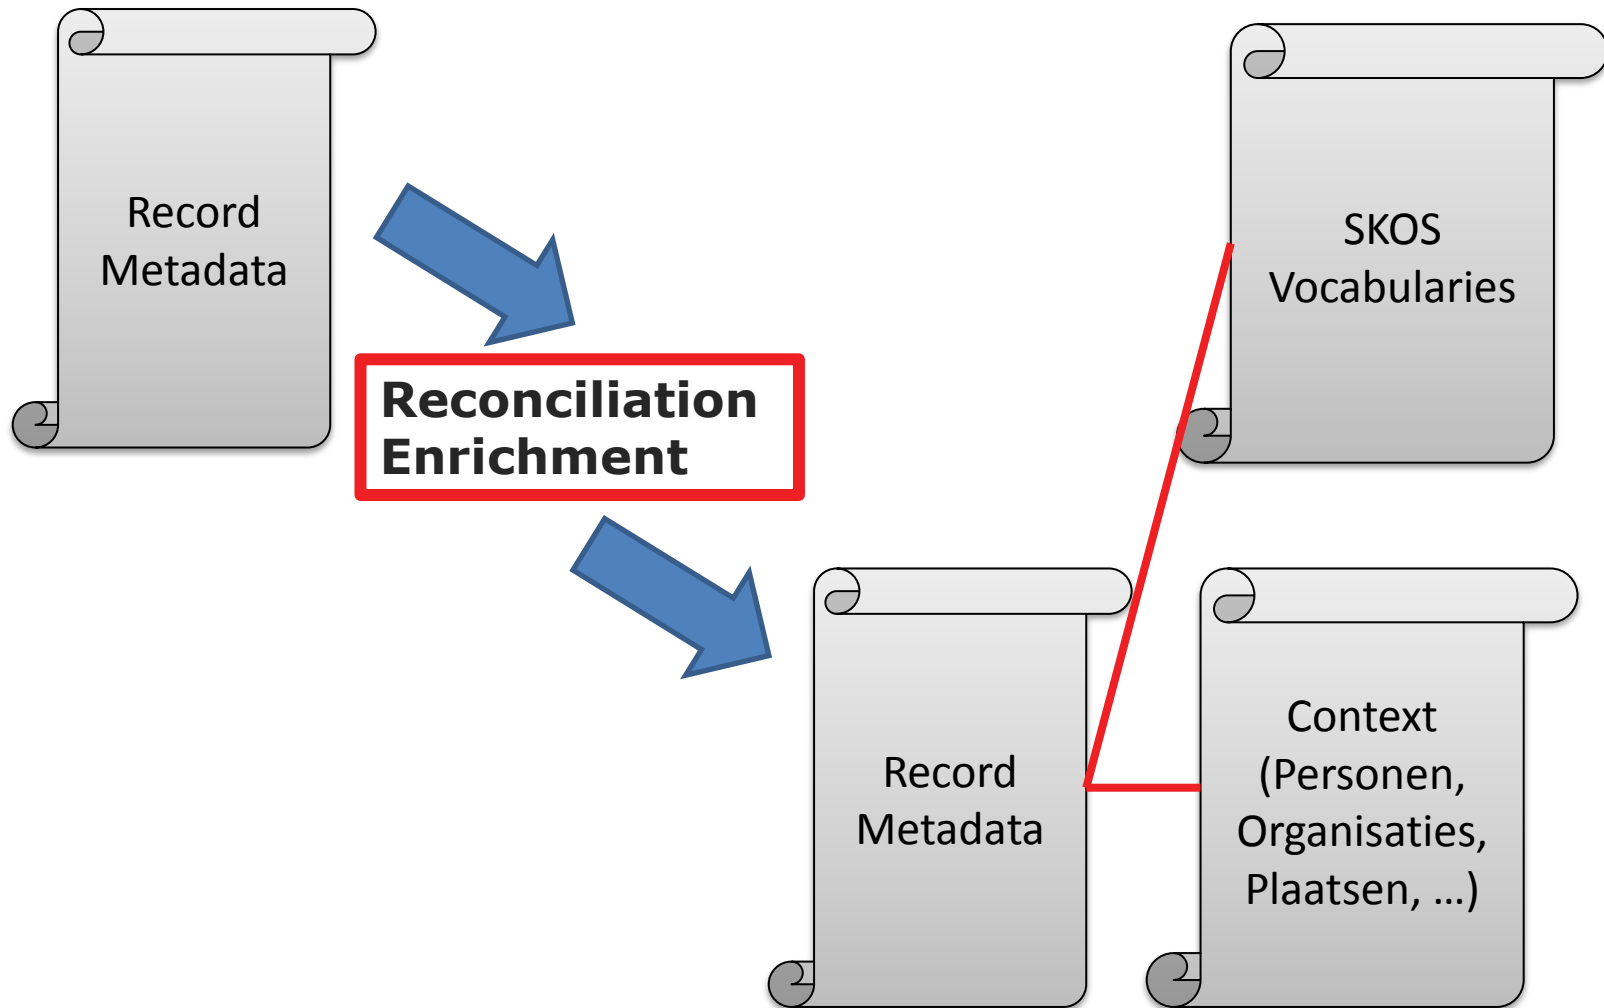 Record
Metadata
SKOS
Vocabularies
Reconciliation
Enrichment
Record
Metadata
Context
(Personen,
Organisaties,
Plaatsen, ...)